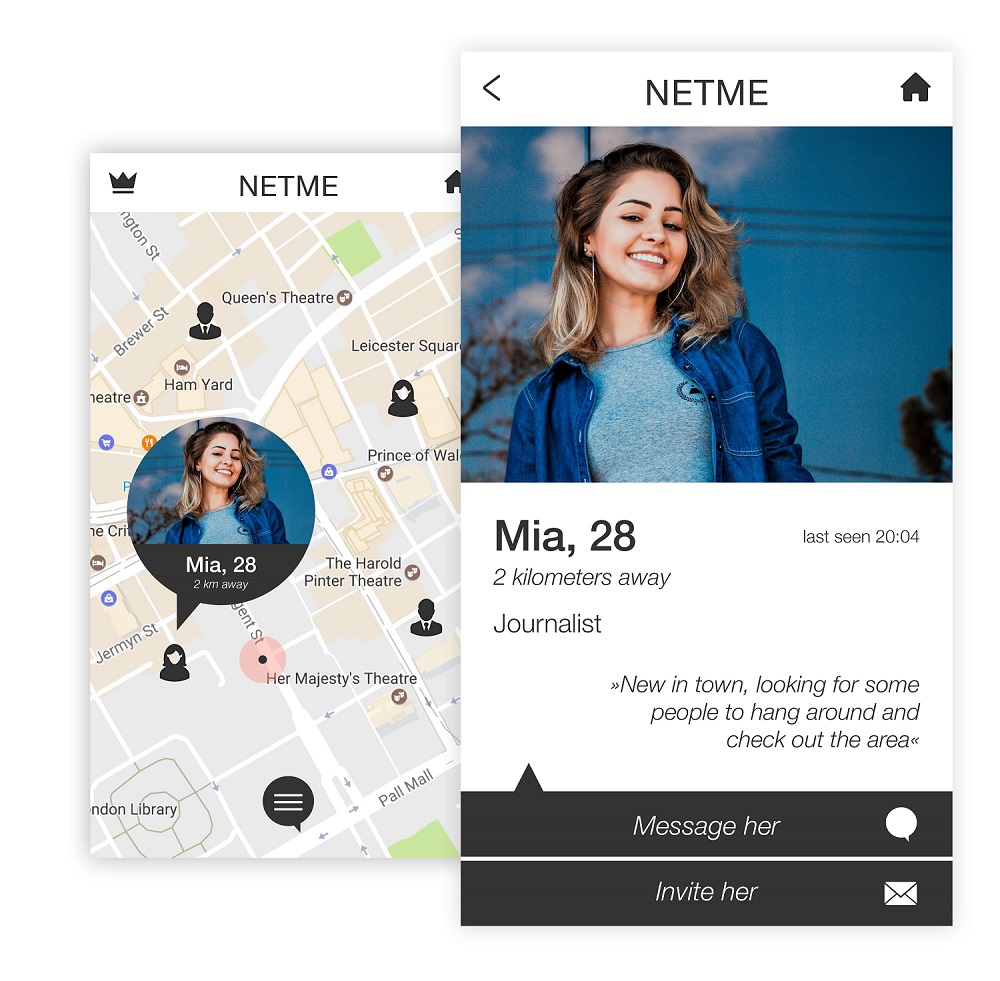 NETME
ngton St
Brewer St
Queen's Theatre
Leicester Squar
Ham Yard
heatre
Prince of Wal
P
he Crit
Mia, 28
2 km away
The Harold
Pinter Theatre
gent St
Jermyn St
Her Majesty's Theatre
Pall Mall
ondon Library
S
NETME
Mia, 28
last seen 20:04
2 kilometers away
Journalist
»New in town, looking for some
people to hang around and
check out the area«
Message her
Invite her